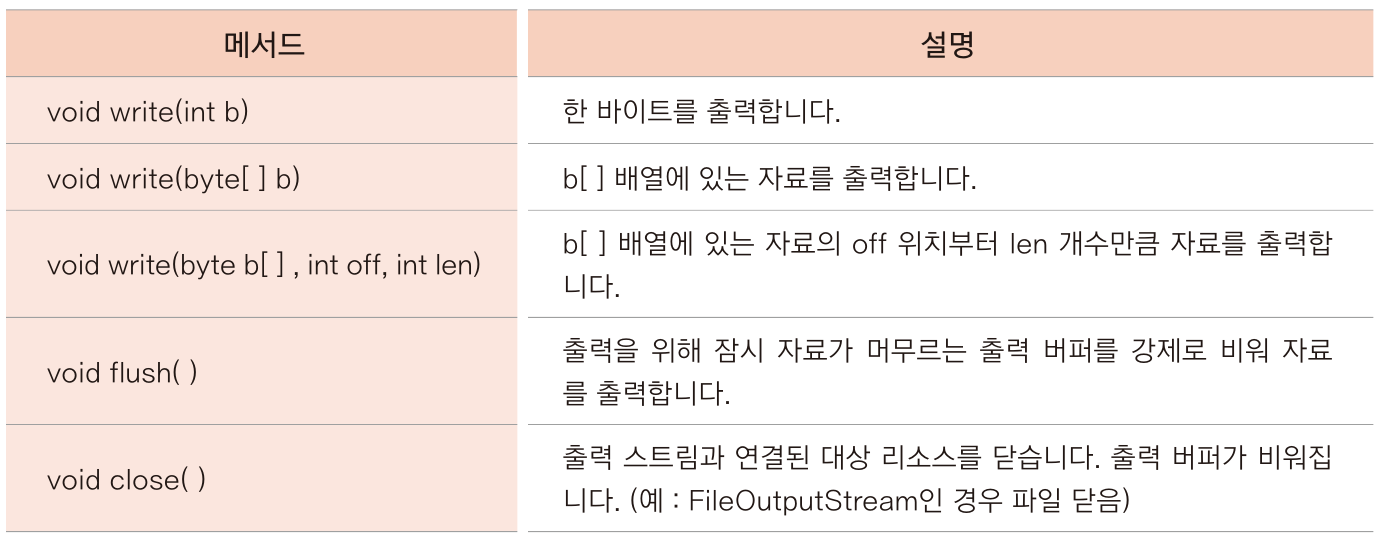 메서드
설명
void write(int b)
한 바이트를 출력합니다.
void write(byte[ ] b)
b[ ] 배열에 있는 자료를 출력합니다.
void write(byte b[ ] , int off, int len)
b[ ] 배열에 있는 자료의 off 위치부터 len 개수만큼 자료를 출력합
니다.
void flush( )
출력을 위해 잠시 자료가 머무르는 출력 버퍼를 강제로 비워 자료
를 출력합니다.
void close( )
출력 스트림과 연결된 대상 리소스를 닫습니다. 출력 버퍼가 비워집
니다. (예 : FileOutputStream인 경우 파일 닫음)